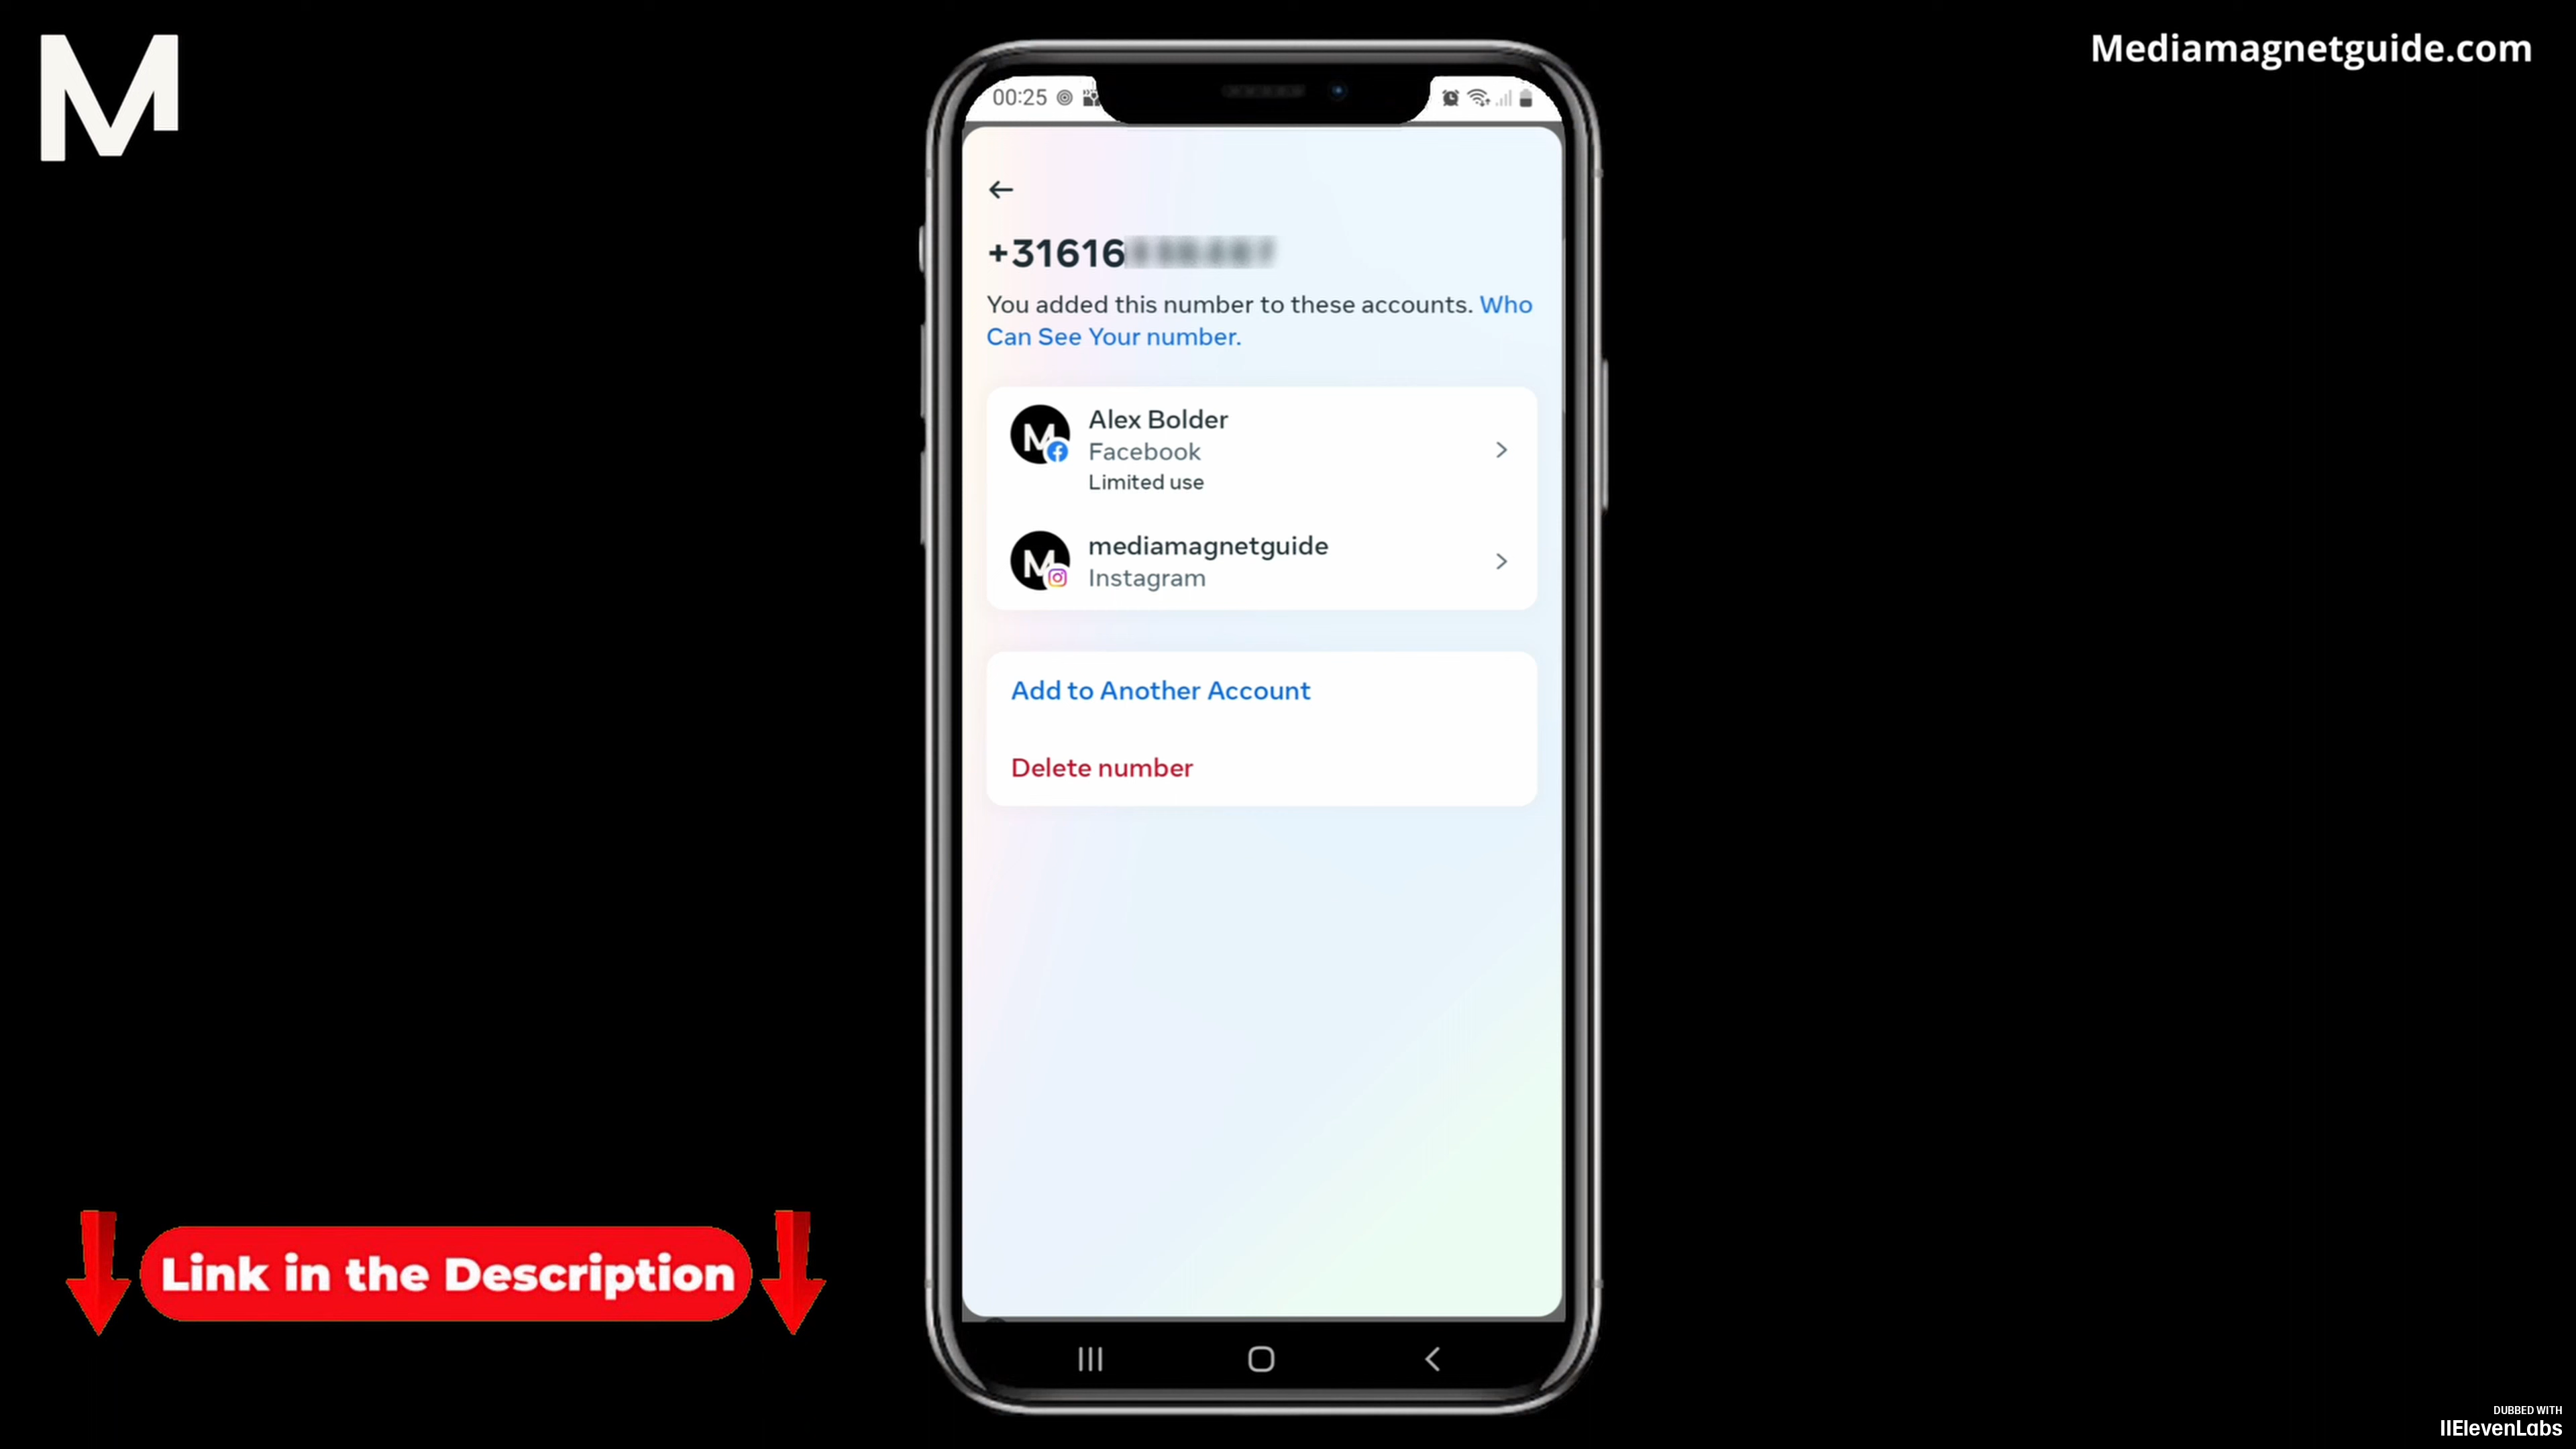 M
Mediamagnetguide.com
00:25
+31616
You added this number to these accounts. Who
Can See Your number.
M
Alex Bolder
Facebook
Limited use
M
mediamagnetguide
Instagram
Add to Another Account
Delete number
Link in the Description
DUBBED WITH
IIElevenLabs